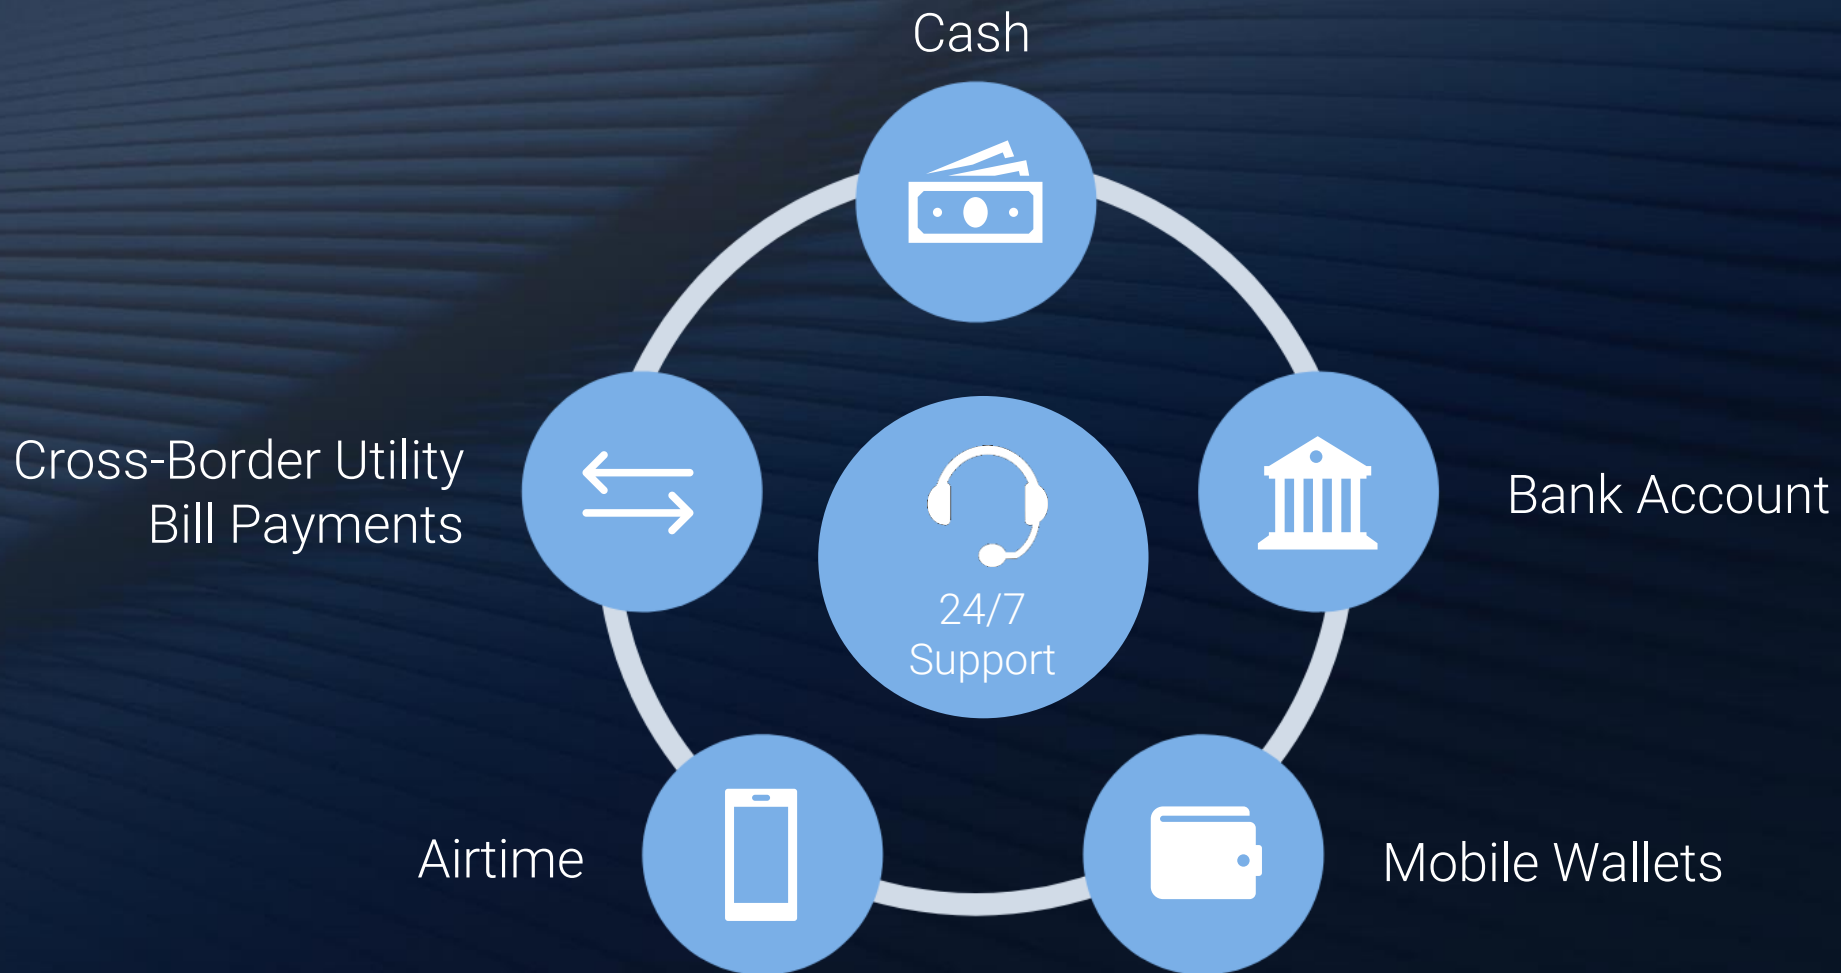 Cash
Cross-Border Utility
Bill Payments
Bank Account
24/7
Support
Airtime
Mobile Wallets